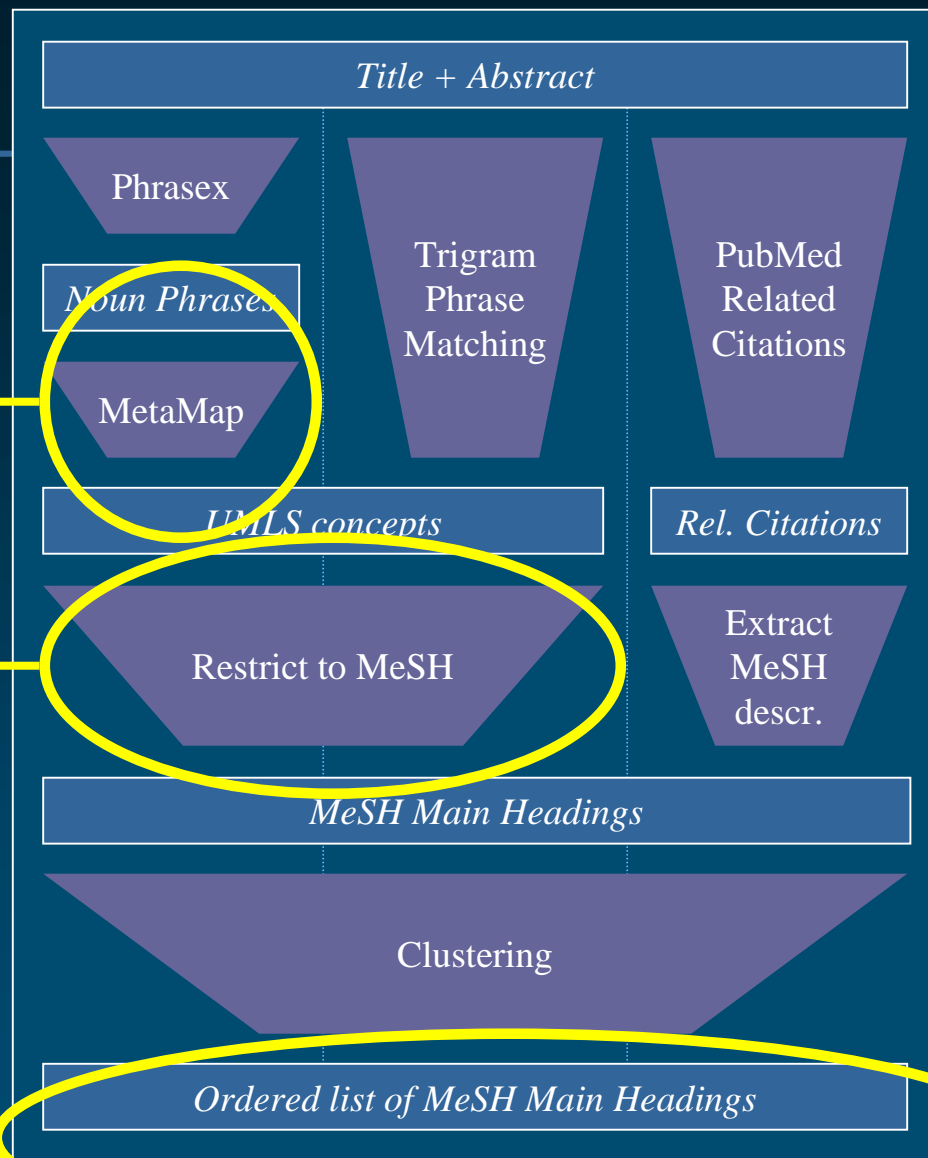 Title + Abstract
Phrasex
Noun Phrases
MetaMap
Trigram
Phrase
Matching
PubMed
Related
Citations
UMLS concepts
Rel. Citations
Restrict to MeSH
Extract
MeSH
descr.
MeSH Main Headings
Clustering
Ordered list of MeSH Main Headings